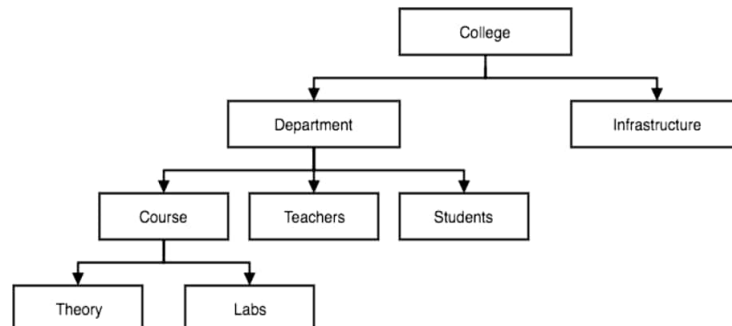 College
Department
Infrastructure
Course
Teachers
Students
Theory
Labs